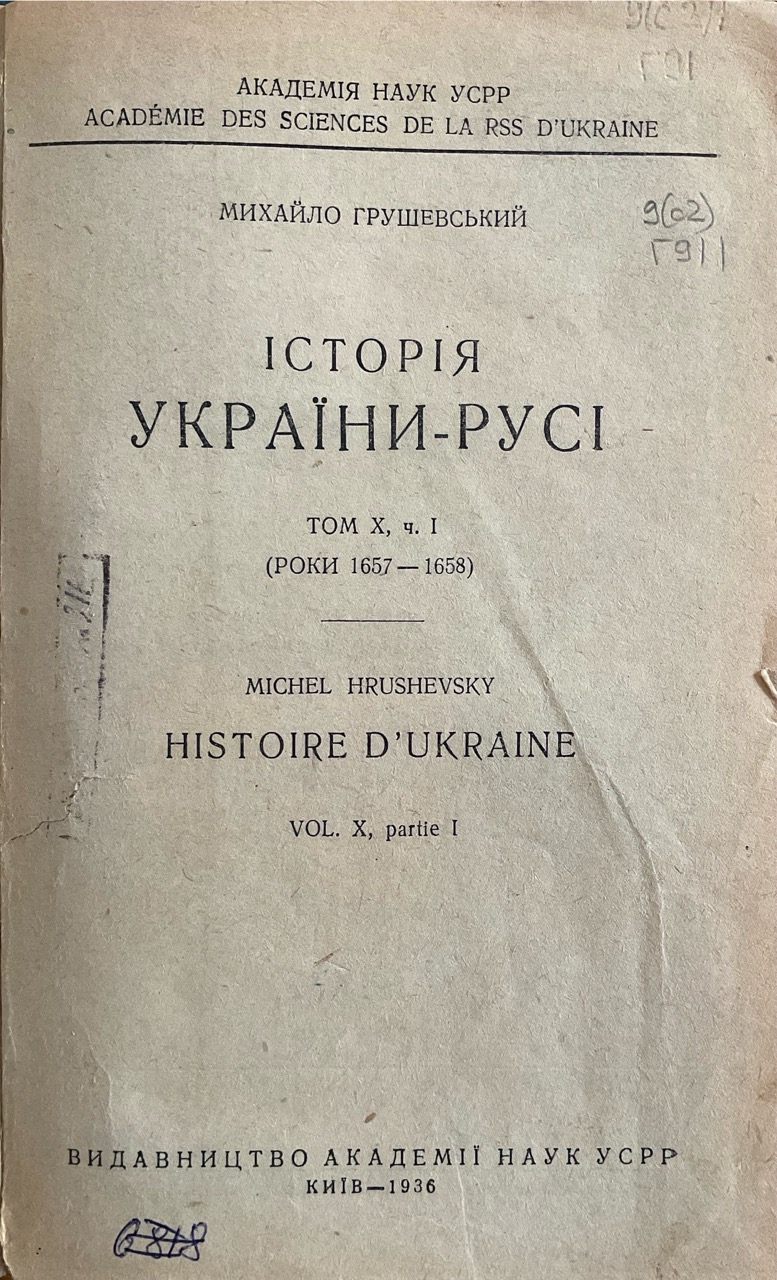 АКАДЕМІЯ НАУК УСРР
ACADÉMIE DES SCIENCES DE LA RSS D'UKRAINE
МИХАЙЛО ГРУШЕВСЬКИЙ
9(02)
Г911
ІСТОРІЯ
УКРАЇНИ-РУСІ
ТОМ X, ч. I
(РОКИ 1657—1658)
MICHEL HRUSHEVSKY
HISTOIRE D'UKRAINE
VOL. X, partie I
ВИДАВНИЦТВО АКАДЕМІЇ НАУК УСРР
КИЇВ—1936